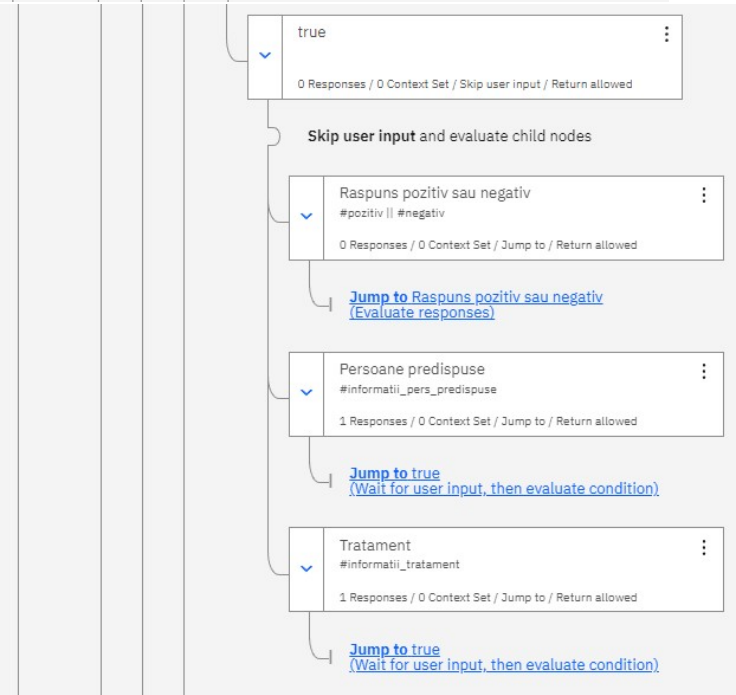 true
0 Responses / 0 Context Set / Skip user input / Return allowed
Skip user input and evaluate child nodes
Raspuns pozitiv sau negativ
#pozitiv || #negativ
0 Responses / 0 Context Set / Jump to / Return allowed
Jump to Raspuns pozitiv sau negativ
(Evaluate responses)
Persoane predispuse
#informatii_pers_predispuse
1 Responses / 0 Context Set / Jump to / Return allowed
Jump to true
(Wait for user input, then evaluate condition)
Tratament
#informatii_tratament
1 Responses / 0 Context Set / Jump to / Return allowed
Jump to true
(Wait for user input, then evaluate condition)